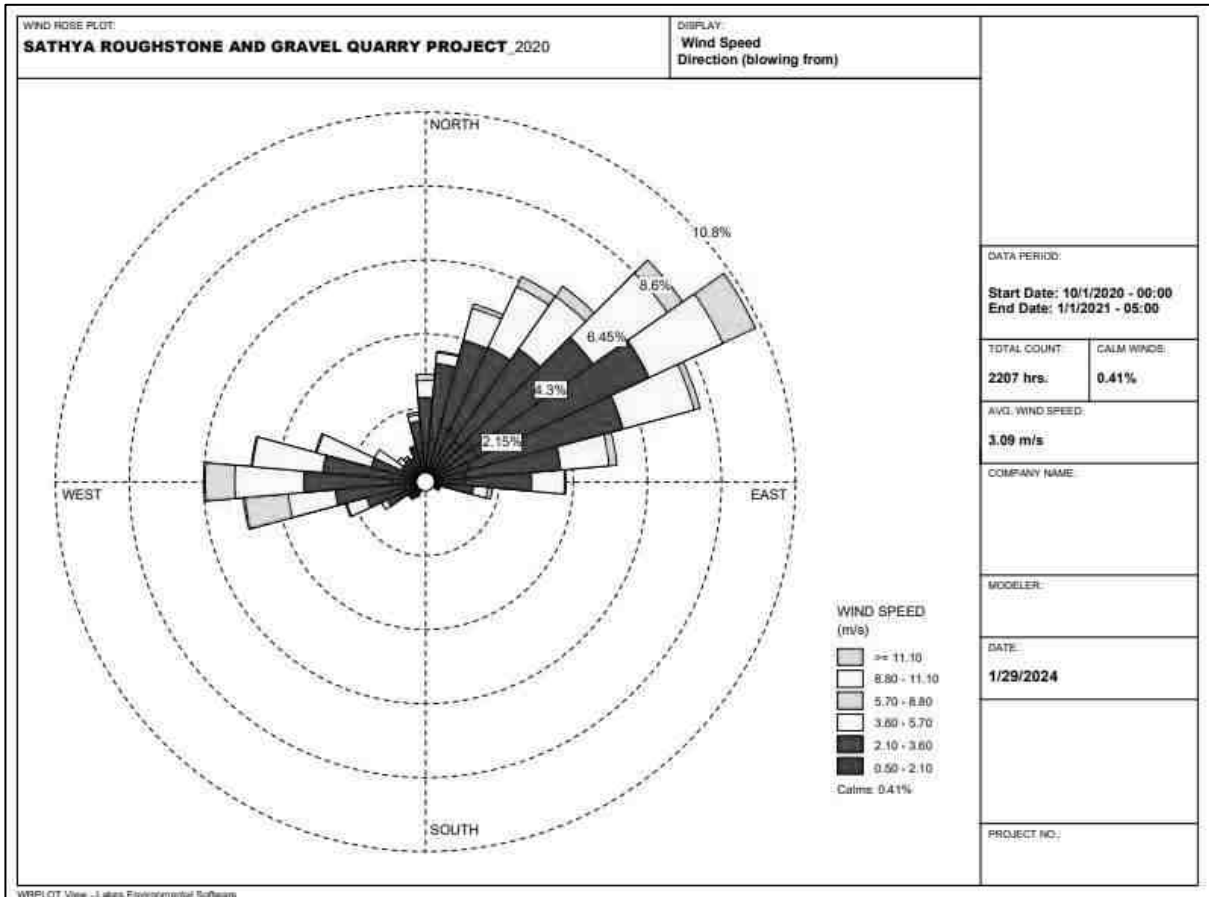 WIND ROSE PLOT:
SATHYA ROUGHSTONE AND GRAVEL QUARRY PROJECT_2020
DISPLAY:
Wind Speed
Direction (blowing from)
NORTH
10.8%
8.6%
6.45%
4.3%
2.15%
WEST
EAST
SOUTH
WIND SPEED
(m/s)
>= 11.10
8.80 - 11.10
5.70 - 8.80
3.60 - 5.70
2.10 - 3.60
0.50 - 2.10
Calms: 0.41%
DATA PERIOD:
Start Date: 10/1/2020 - 00:00
End Date: 1/1/2021 - 05:00
TOTAL COUNT:
2207 hrs.
CALM WINDS:
0.41%
AVG. WIND SPEED:
3.09 m/s
COMPANY NAME:
MODELER:
DATE:
1/29/2024
PROJECT NO.:
WRPLOT View - Lakes Environmental Software